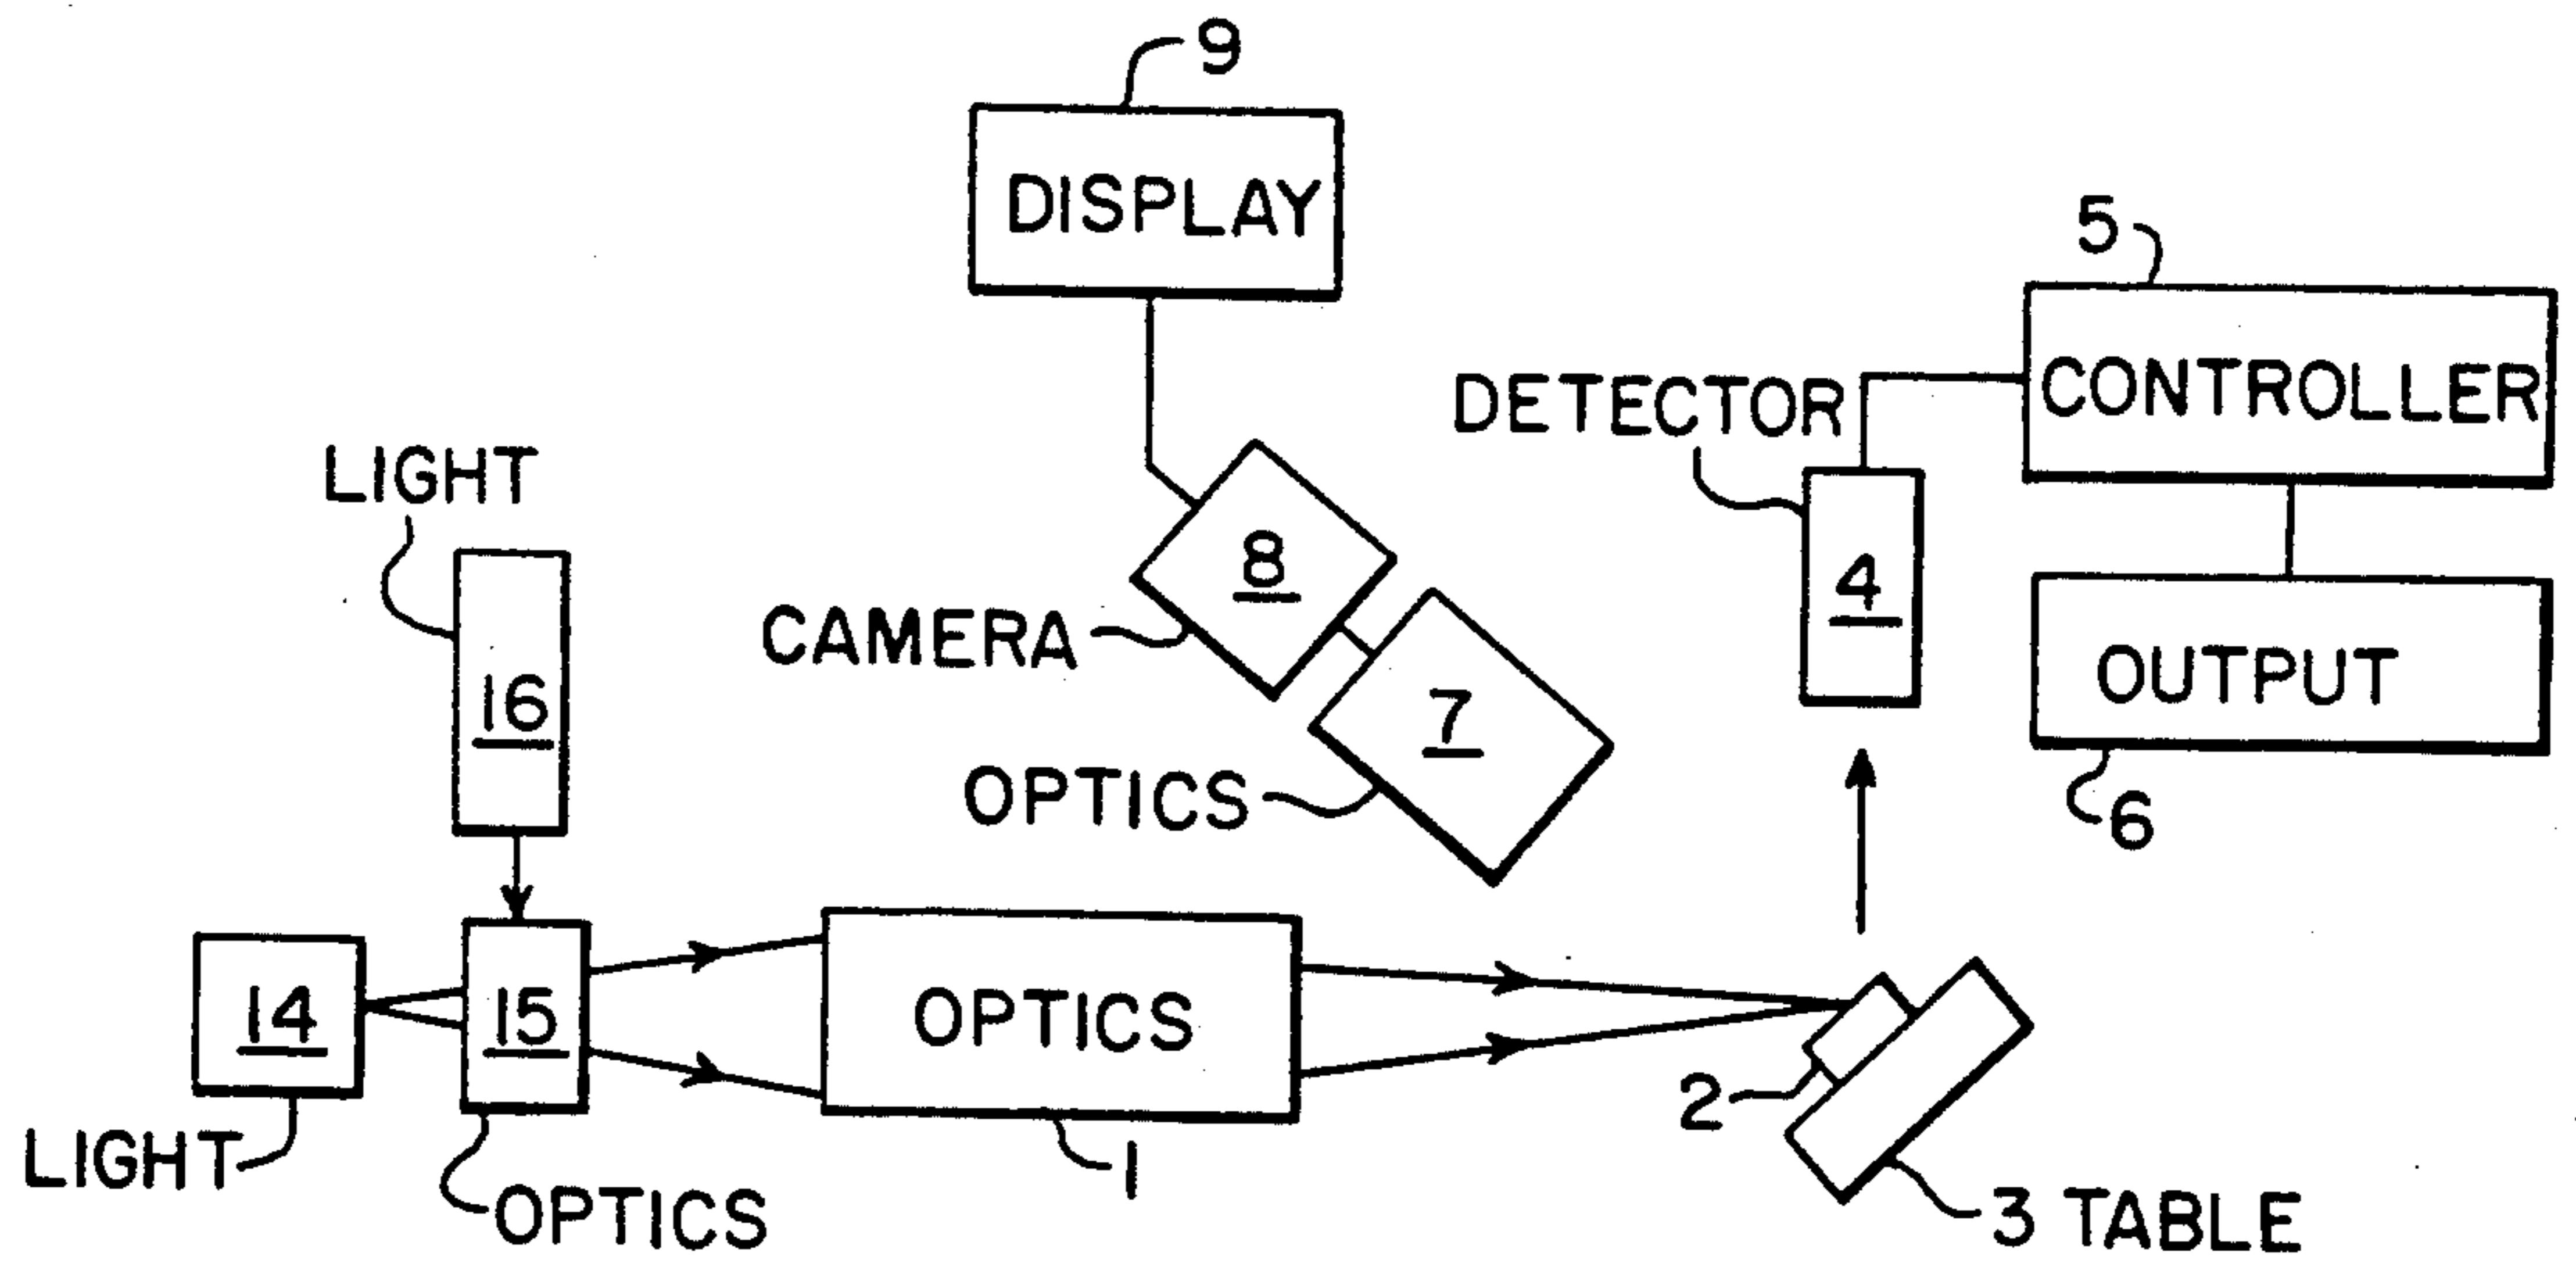 9
DISPLAY
5
CONTROLLER
DETECTOR
4
LIGHT
16
8
CAMERA
7
OPTICS
OUTPUT
6
14
15
OPTICS
LIGHT
OPTICS
1
2
3 TABLE